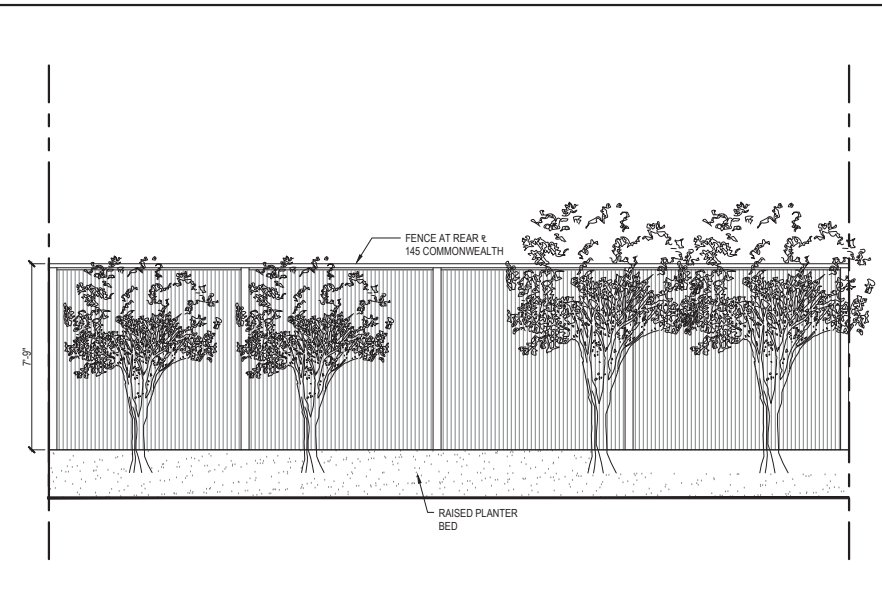 FENCE AT REAR ℄
145 COMMONWEALTH
7'-9"
RAISED PLANTER
BED